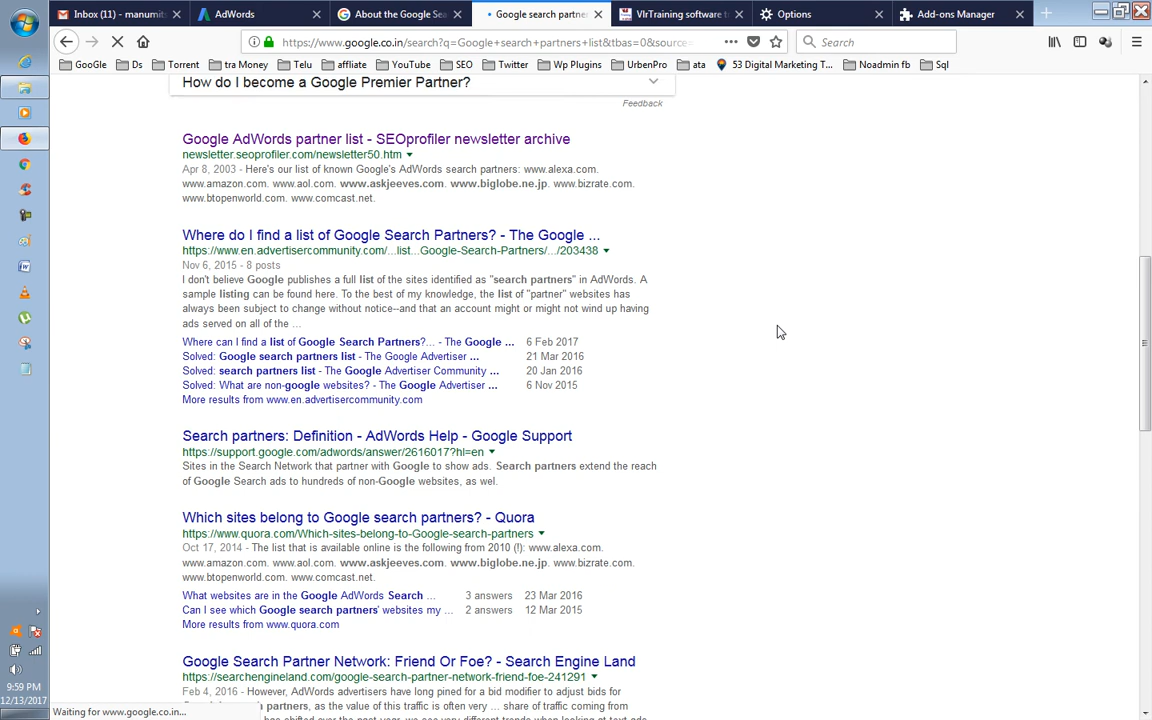 Inbox (11) - manumits
AdWords
About the Google Sea
Google search partne
VlrTraining software t
Options
Add-ons Manager
https://www.google.co.in/search?q=Google+search+partners+list&tbas=0&source=
Search
GooGle
Ds
Torrent
tra Money
Telu
affliate
YouTube
SEO
Twitter
Wp Plugins
UrbenPro
ata
53 Digital Marketing T...
Noadmin fb
Sql
How do I become a Google Premier Partner?
Feedback
Google AdWords partner list - SEOprofiler newsletter archive
newsletter.seoprofiler.com/newsletter50.htm
Apr 8, 2003 - Here's our list of known Google's AdWords search partners: www.alexa.com.
www.amazon.com. www.aol.com. www.askjeeves.com. www.biglobe.ne.jp. www.bizrate.com.
www.btopenworld.com. www.comcast.net.
Where do I find a list of Google Search Partners? - The Google ...
https://www.en.advertisercommunity.com/...list...Google-Search-Partners/.../203438
Nov 6, 2015 - 8 posts
I don't believe Google publishes a full list of the sites identified as "search partners" in AdWords. A
sample listing can be found here. To the best of my knowledge, the list of "partner" websites has
always been subject to change without notice--and that an account might or might not wind up having
ads served on all of the ...
Where can I find a list of Google Search Partners?... - The Google ... 6 Feb 2017
Solved: Google search partners list - The Google Advertiser ... 21 Mar 2016
Solved: search partners list - The Google Advertiser Community ... 20 Jan 2016
Solved: What are non-google websites? - The Google Advertiser ... 6 Nov 2015
More results from www.en.advertisercommunity.com
Search partners: Definition - AdWords Help - Google Support
https://support.google.com/adwords/answer/2616017?hl=en
Sites in the Search Network that partner with Google to show ads. Search partners extend the reach
of Google Search ads to hundreds of non-Google websites, as wel.
Which sites belong to Google search partners? - Quora
https://www.quora.com/Which-sites-belong-to-Google-search-partners
Oct 17, 2014 - The list that is available online is the following from 2010 (!): www.alexa.com.
www.amazon.com. www.aol.com. www.askjeeves.com. www.biglobe.ne.jp. www.bizrate.com.
www.btopenworld.com. www.comcast.net.
What websites are in the Google AdWords Search ... 3 answers 23 Mar 2016
Can I see which Google search partners' websites my ... 2 answers 12 Mar 2015
More results from www.quora.com
Google Search Partner Network: Friend Or Foe? - Search Engine Land
https://searchengineland.com/google-search-partner-network-friend-foe-241291
Feb 4, 2016 - However, AdWords advertisers have long pined for a bid modifier to adjust bids for
9:59 PM
12/13/2017
Waiting for www.google.co.in...